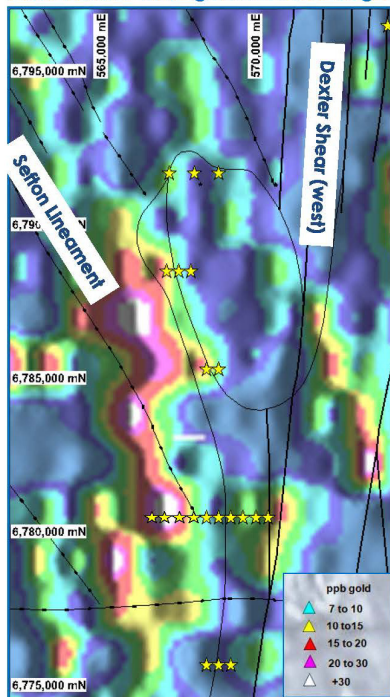 565,000 mE
570,000 mE
6,795,000 mN
Dexter Shear (west)
Sefton Lineament
6,785,000 mN
6,780,000 mN
6,775,000 mN
ppb gold
7 to 10
10 to15
15 to 20
20 to 30
+30